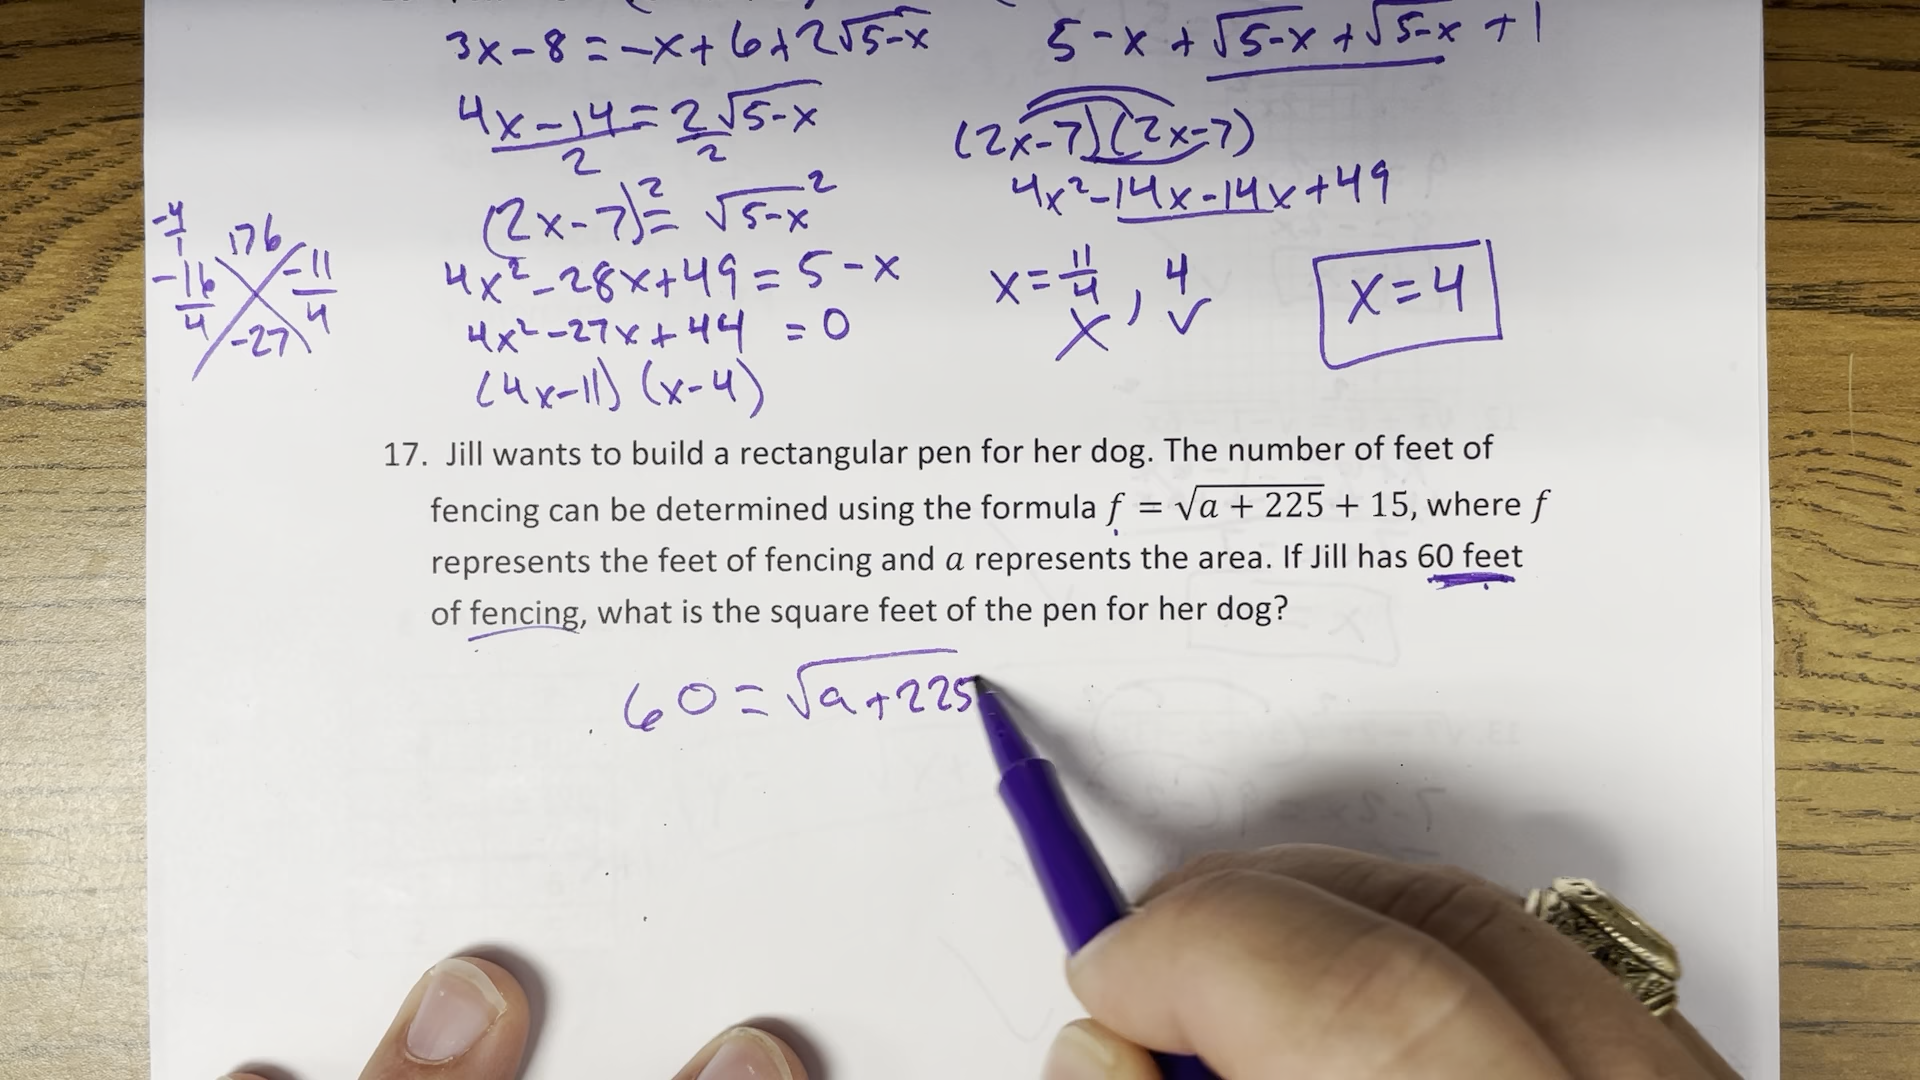 3x-8=-x+6+2√5-x
5-x+√5-x+√5-x+1
4x-14=2√5-x
2 2
(2x-7)(2x-7)
4x²-14x-14x+49
(2x-7)²=√5-x²
-4
1
176
-16/4 -11/4
-27
4x²-28x+49=5-x
x=11/4, 4
x ✓
x=4
4x²-27x+44 =0
(4x-11)(x-4)
17. Jill wants to build a rectangular pen for her dog. The number of feet of
fencing can be determined using the formula f = √a + 225 + 15, where f
represents the feet of fencing and a represents the area. If Jill has 60 feet
of fencing, what is the square feet of the pen for her dog?
60=√a+225